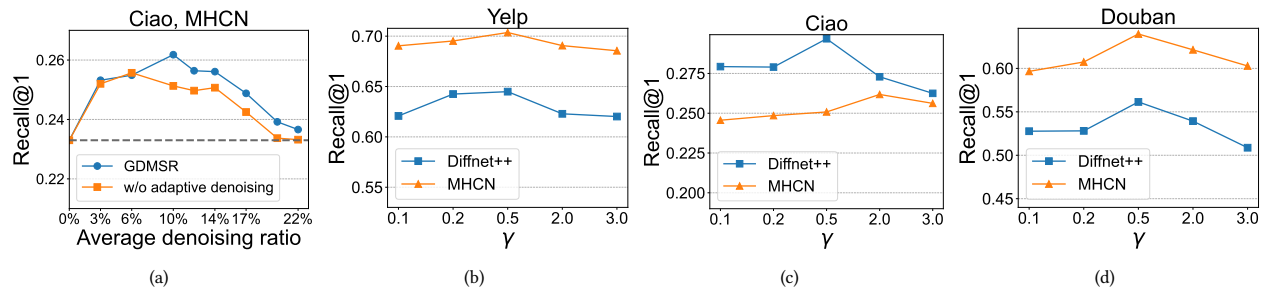 Ciao, MHCN
Recall@1
0.26
0.24
0.22
GDMSR
w/o adaptive denoising
0% 3% 6% 10% 14% 17% 22%
Average denoising ratio
(a)
Yelp
Recall@1
0.70
0.65
0.60
0.55
Diffnet++
MHCN
0.1 0.2 0.5 2.0 3.0
γ
(b)
Ciao
Recall@1
0.275
0.250
0.225
0.200
Diffnet++
MHCN
0.1 0.2 0.5 2.0 3.0
γ
(c)
Douban
Recall@1
0.60
0.55
0.50
0.45
Diffnet++
MHCN
0.1 0.2 0.5 2.0 3.0
γ
(d)